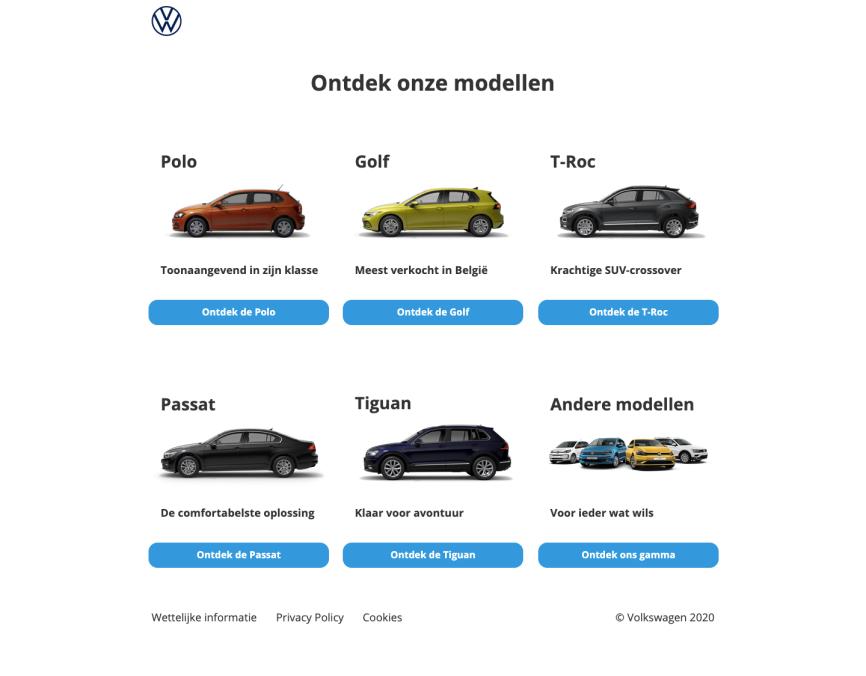 Ontdek onze modellen
Polo
Golf
T-Roc
Toonaangevend in zijn klasse
Meest verkocht in België
Krachtige SUV-crossover
Ontdek de Polo
Ontdek de Golf
Ontdek de T-Roc
Passat
Tiguan
Andere modellen
De comfortabelste oplossing
Klaar voor avontuur
Voor ieder wat wils
Ontdek de Passat
Ontdek de Tiguan
Ontdek ons gamma
Wettelijke informatie
Privacy Policy
Cookies
© Volkswagen 2020